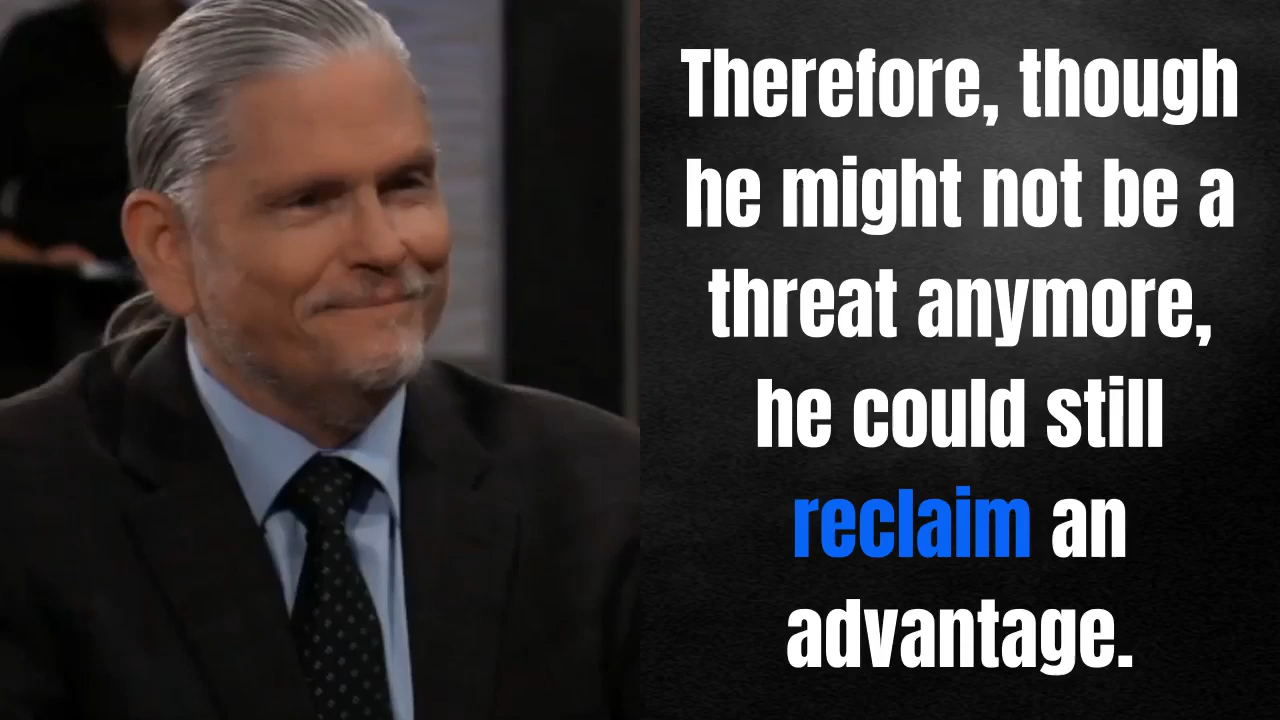 Therefore, though
he might not be a
threat anymore,
he could still
reclaim an
advantage.